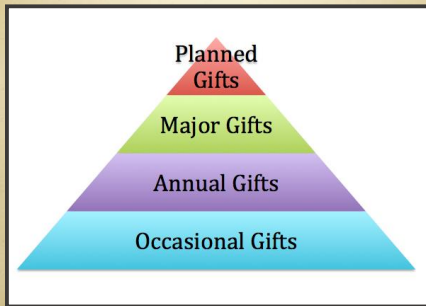 Planned
Gifts
Major Gifts
Annual Gifts
Occasional Gifts